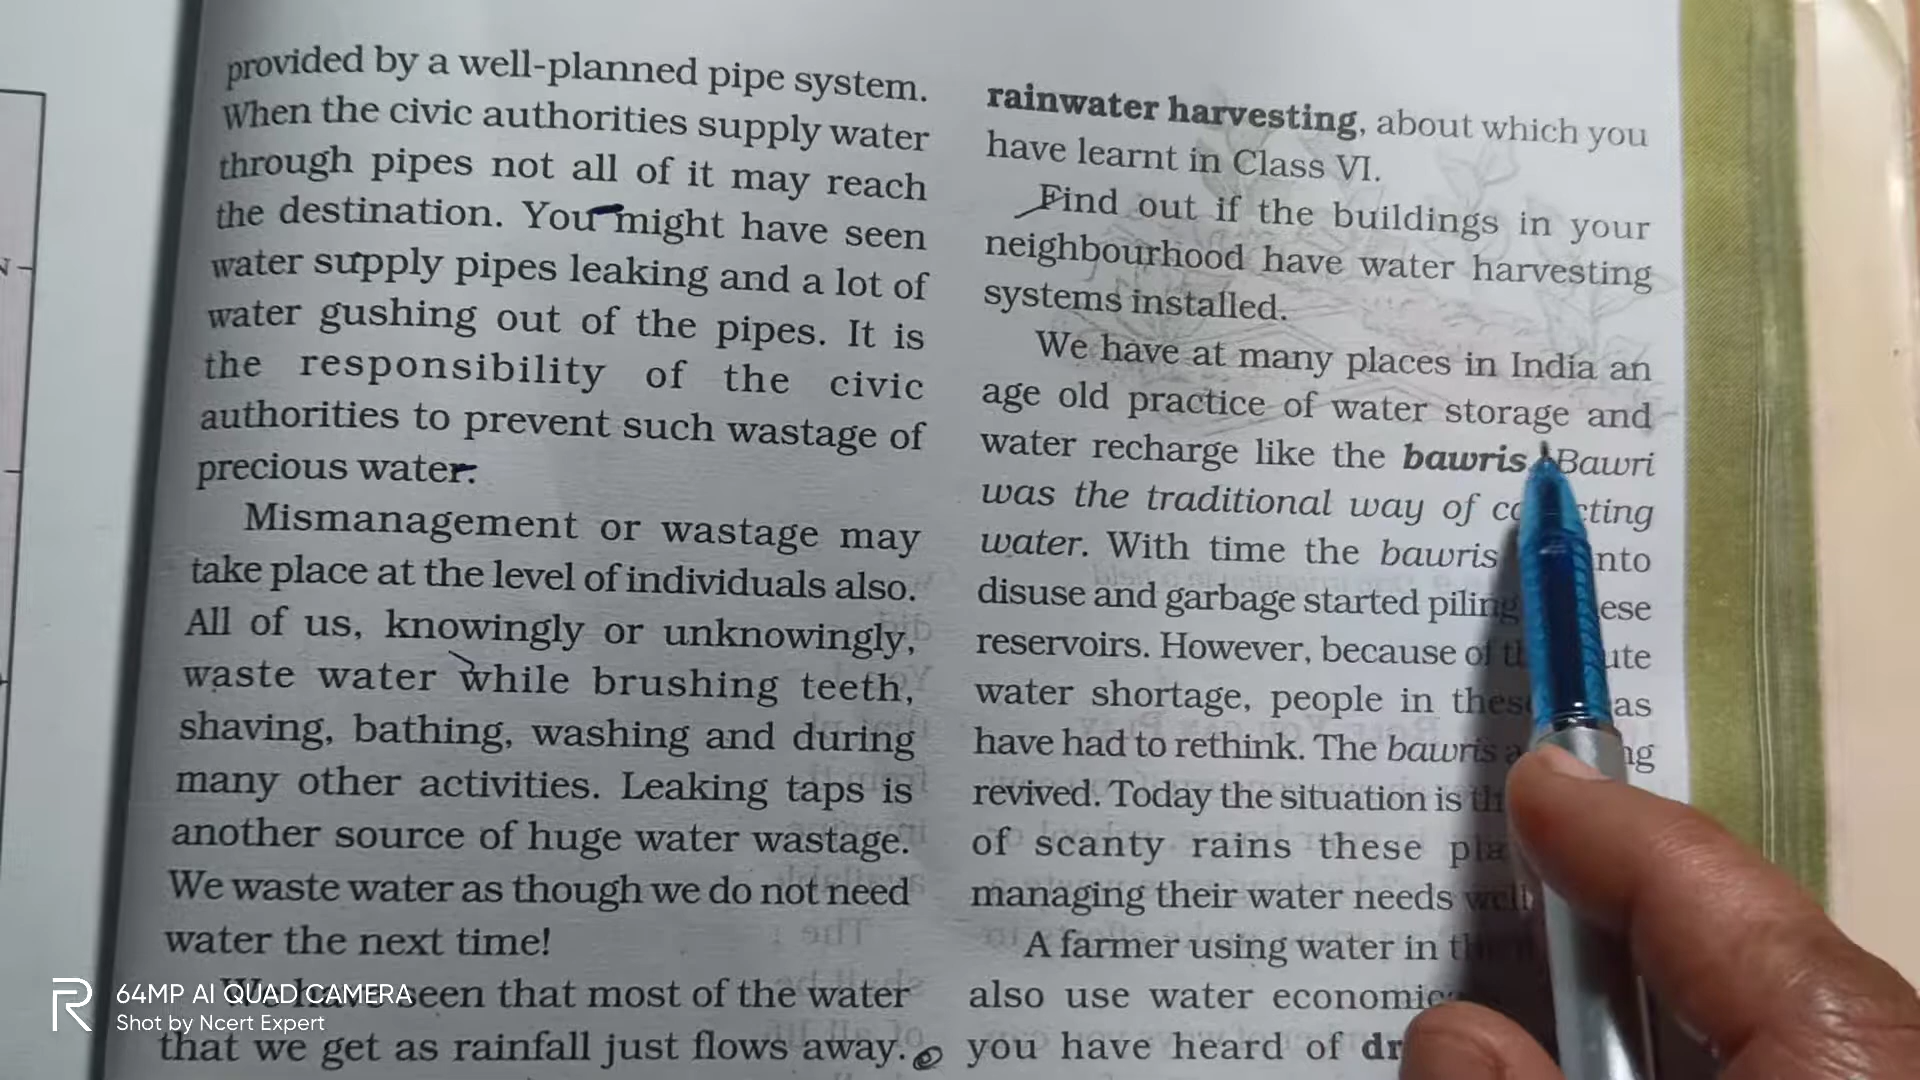 provided by a well-planned pipe system.
When the civic authorities supply water
through pipes not all of it may reach
the destination. You might have seen
water supply pipes leaking and a lot of
water gushing out of the pipes. It is
the responsibility of the civic
authorities to prevent such wastage of
precious water.
Mismanagement or wastage may
take place at the level of individuals also.
All of us, knowingly or unknowingly,
waste water while brushing teeth,
shaving, bathing, washing and during
many other activities. Leaking taps is
another source of huge water wastage.
We waste water as though we do not need
water the next time!
We have seen that most of the water
that we get as rainfall just flows away.
rainwater harvesting, about which you
have learnt in Class VI.
Find out if the buildings in your
neighbourhood have water harvesting
systems installed.
We have at many places in India an
age old practice of water storage and
water recharge like the bawris. Bawri
was the traditional way of
water. With time the bawris into
disuse and garbage started piling
reservoirs. However, because of
water shortage, people in
have had to rethink. The bawris
revived. Today the situation is
of scanty rains these
managing their water needs well
A farmer using water in
also use water
you have heard of
64MP AI QUAD CAMERA
Shot by Ncert Expert